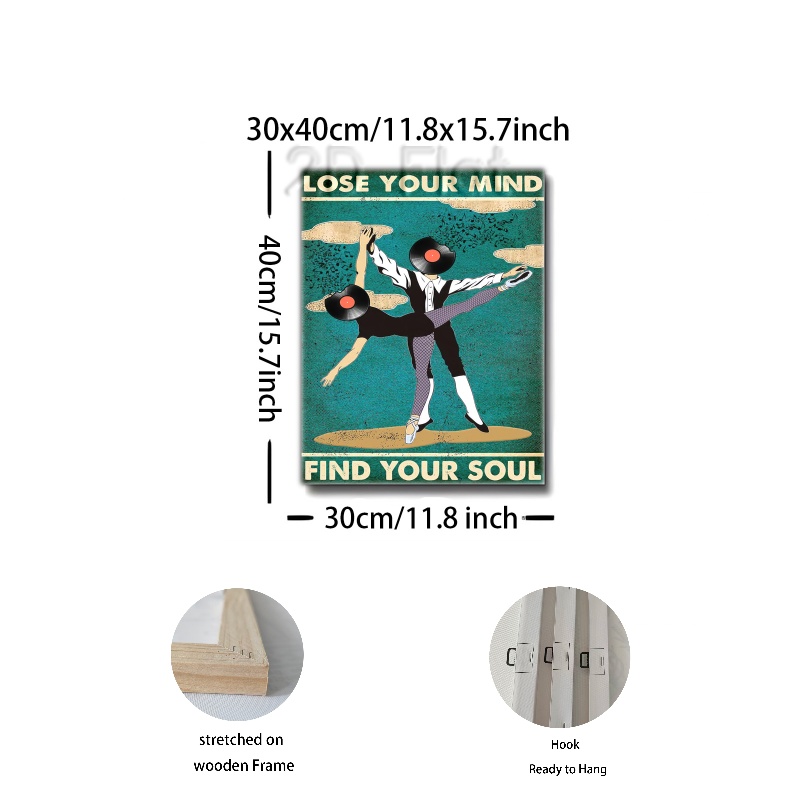 30x40cm/11.8x15.7inch
3D Flat
LOSE YOUR MIND
40cm/15.7inch
FIND YOUR SOUL
30cm/11.8 inch
stretched on
wooden Frame
Hook
Ready to Hang